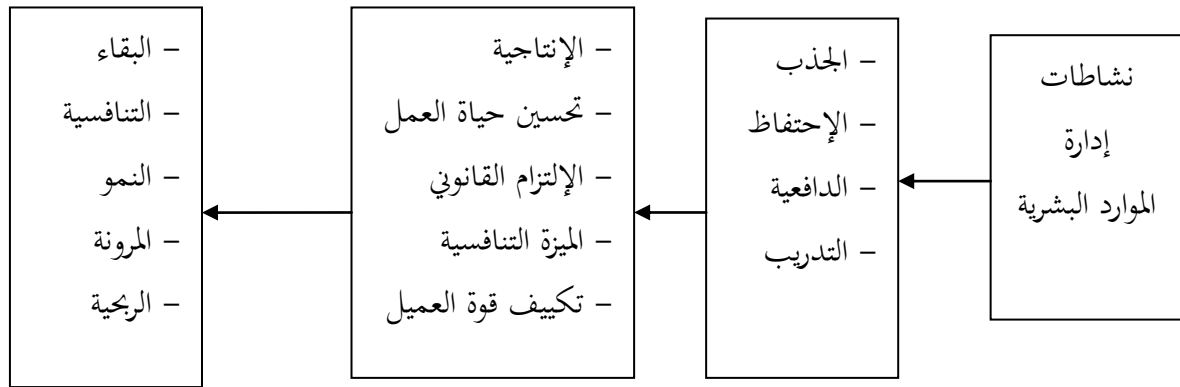 نشاطات
إدارة
الموارد البشرية
– الجذب
– الإحتفاظ
– الدافعية
– التدريب
– الإنتاجية
– تحسين حياة العمل
– الإلتزام القانوني
– الميزة التنافسية
– تكييف قوة العميل
– البقاء
– التنافسية
– النمو
– المرونة
– الربحية